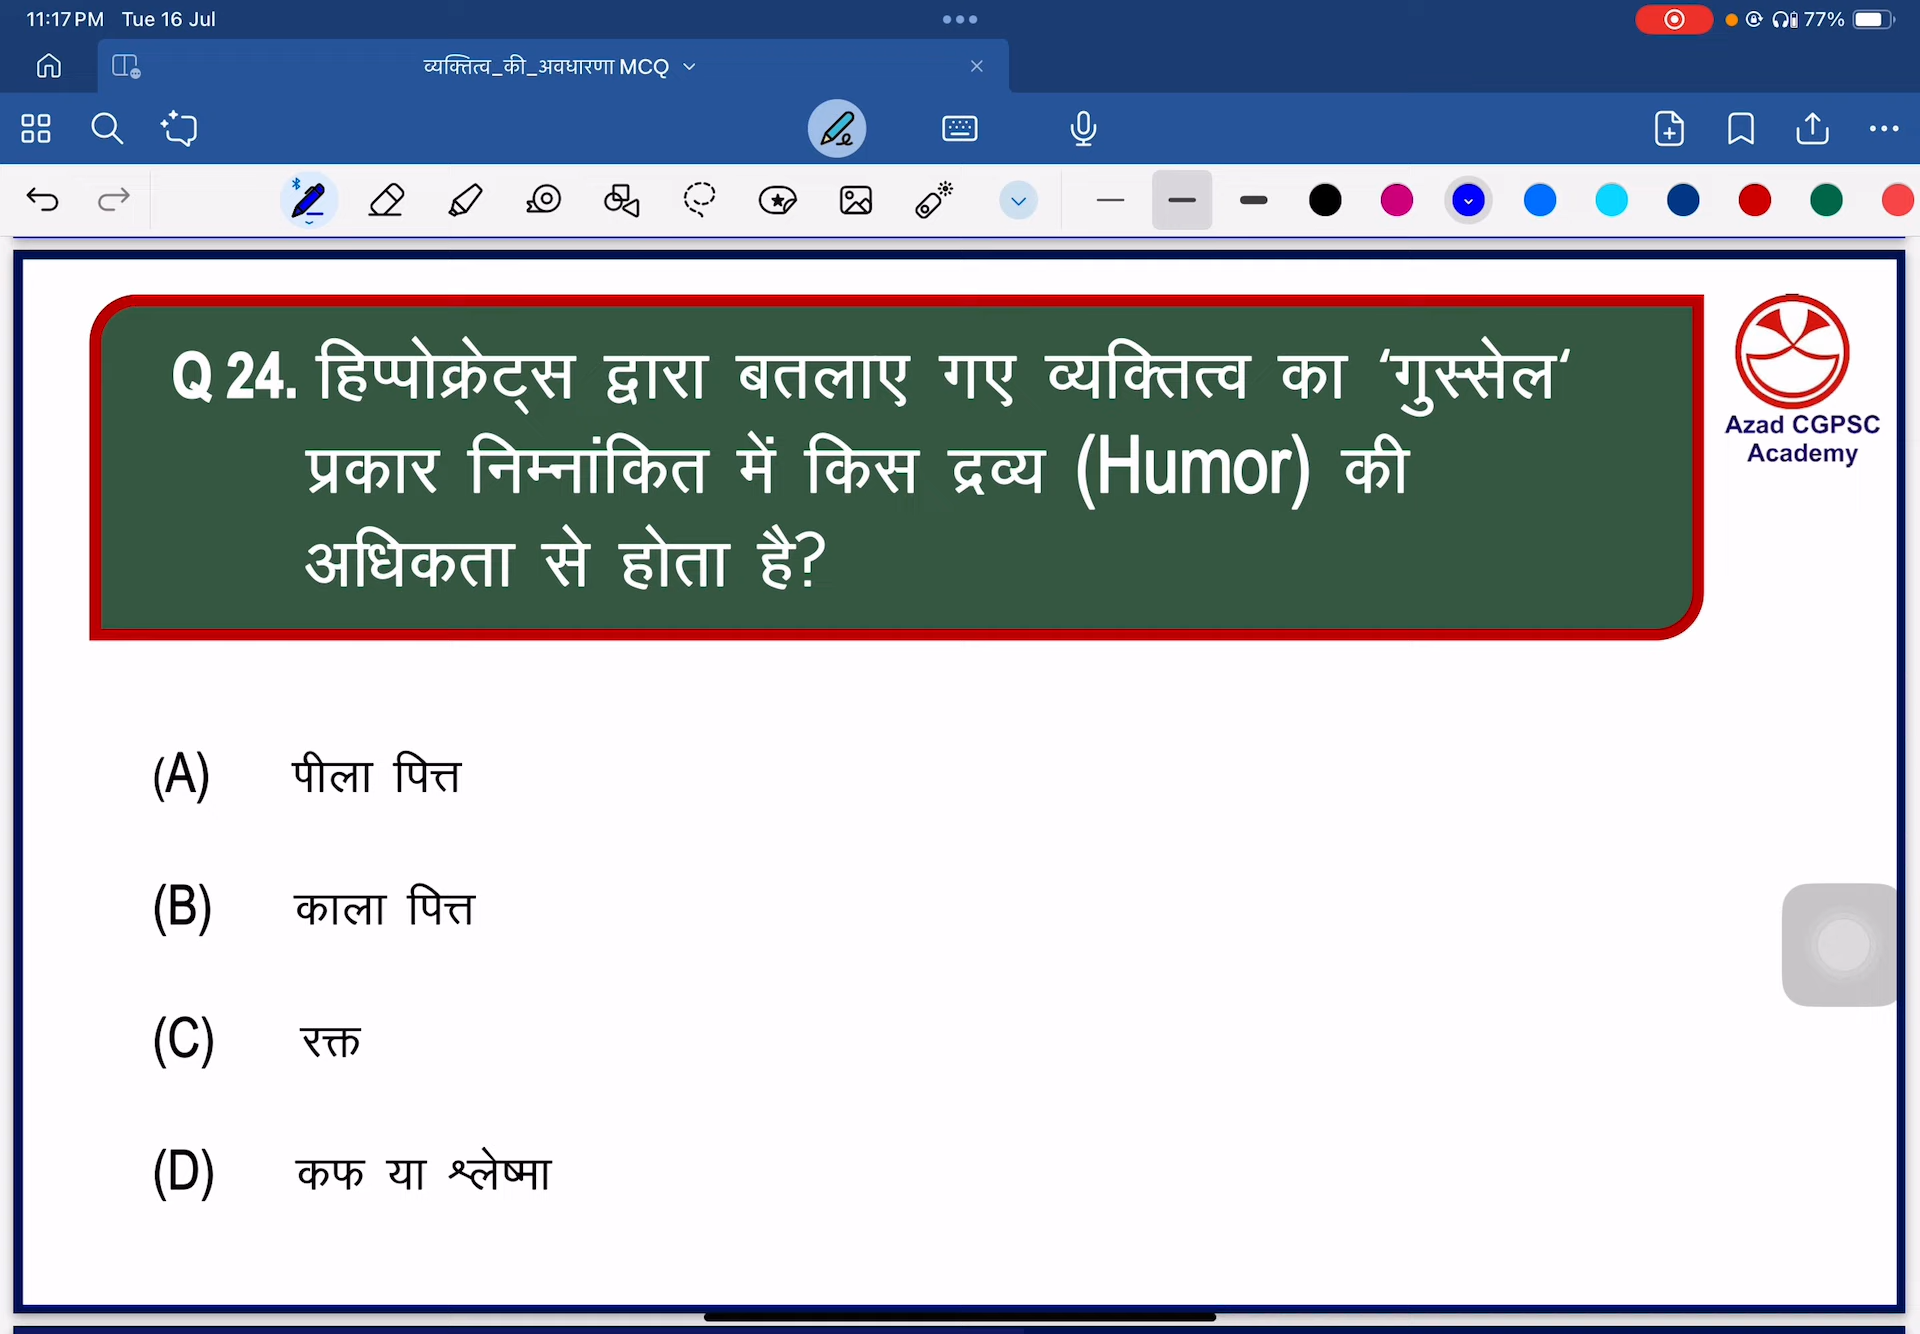 11:17 PM Tue 16 Jul
77%
व्यक्तित्व_की_अवधारणा MCQ
Q 24. हिप्पोक्रेट्स द्वारा बतलाए गए व्यक्तित्व का ‘गुस्सेल‘
प्रकार निम्नांकित में किस द्रव्य (Humor) की
अधिकता से होता है?
Azad CGPSC
Academy
(A) पीला पित्त
(B) काला पित्त
(C) रक्त
(D) कफ या श्लेष्मा